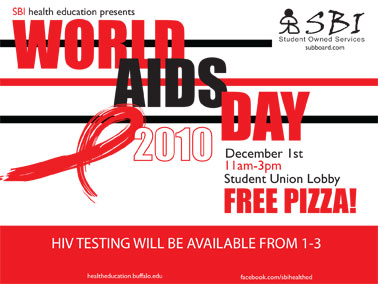 SBI health education presents
SBI
Student Owned Services
subboard.com
WORLD
AIDS
DAY
2010
December 1st
11am-3pm
Student Union Lobby
FREE PIZZA!
HIV TESTING WILL BE AVAILABLE FROM 1-3
healtheducation.buffalo.edu
facebook.com/sbihealthed